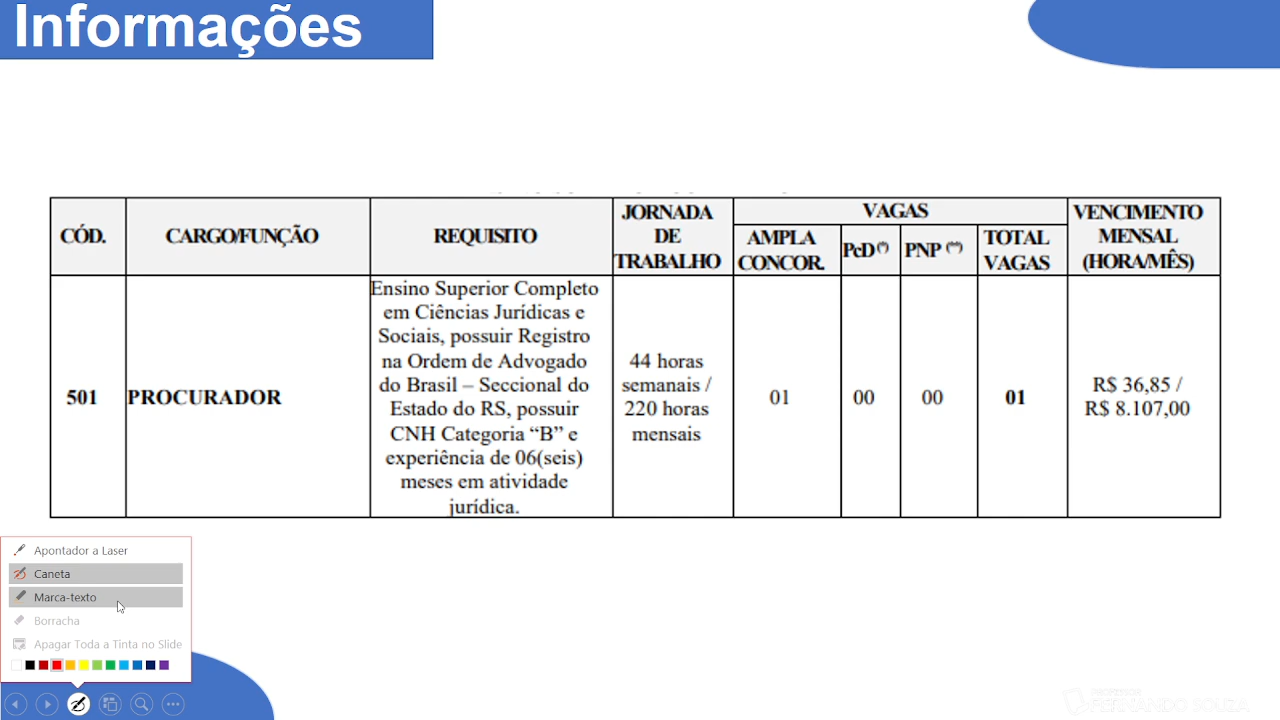 Informações
CÓD.
CARGO/FUNÇÃO
REQUISITO
JORNADA
DE
TRABALHO
VAGAS
AMPLA
CONCOR.
PcD (*)
PNP (**)
TOTAL
VAGAS
VENCIMENTO
MENSAL
(HORA/MÊS)
501
PROCURADOR
Ensino Superior Completo
em Ciências Jurídicas e
Sociais, possuir Registro
na Ordem de Advogado
do Brasil – Seccional do
Estado do RS, possuir
CNH Categoria “B” e
experiência de 06(seis)
meses em atividade
jurídica.
44 horas
semanais /
220 horas
mensais
01
00
00
01
R$ 36,85 /
R$ 8.107,00
Apontador a Laser
Caneta
Marca-texto
Borracha
Apagar Toda a Tinta no Slide
PROFESSOR
FERNANDO SOUZA